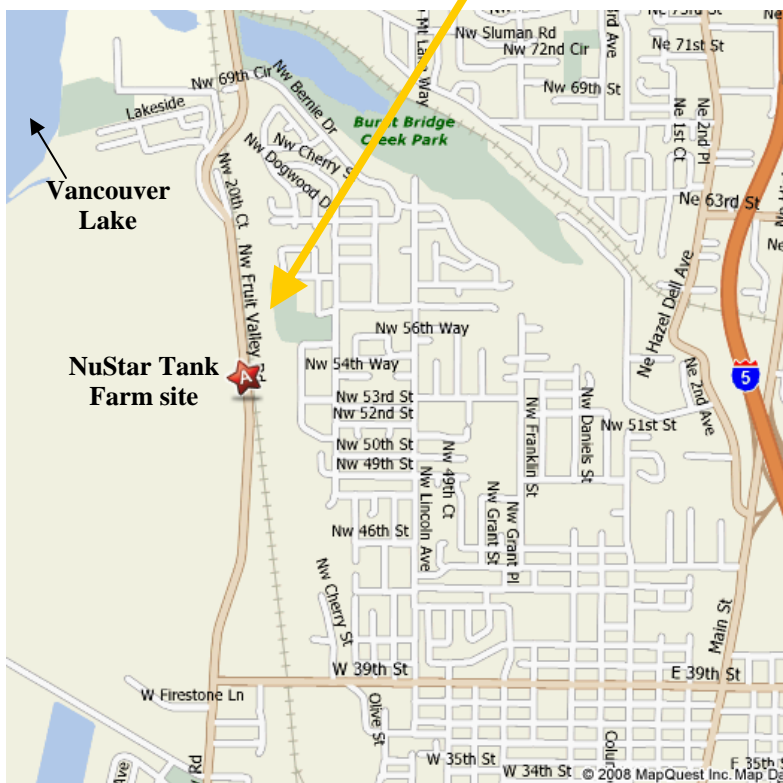 Nw Sluman Rd
Nw 72nd Cir
Ne 71st St
Nw 69th Cir
Nw 69th St
Lakeside
Nw Bernie Dr
Mt Lake Way
Ne 1st Ct
Ne 2nd Pl
Burnt Bridge
Creek Park
Nw Cherry S
Nw Dogwood D
Vancouver
Lake
Nw 20th Ct
Ne 63rd St
Nw Fruit Valley
Ne Hazel Dell Ave
Nw 56th Way
NuStar Tank
Farm site
A
Nw 54th Way
5
Nw 53rd St
Nw 52nd St
Ne 2nd Ave
Nw Franklin St
Nw Daniels St
Nw 51st St
Nw 50th St
Nw 49th St
Nw 49th Ct
Nw Lincoln Ave
Nw Grant St
Nw Grant Pl
Nw 46th St
Nw Cherry St
Main St
W 39th St
E 39th St
W Firestone Ln
Olive St
Rd
Ave
W 35th St
W 34th St
© 2008 MapQuest Inc. Map D